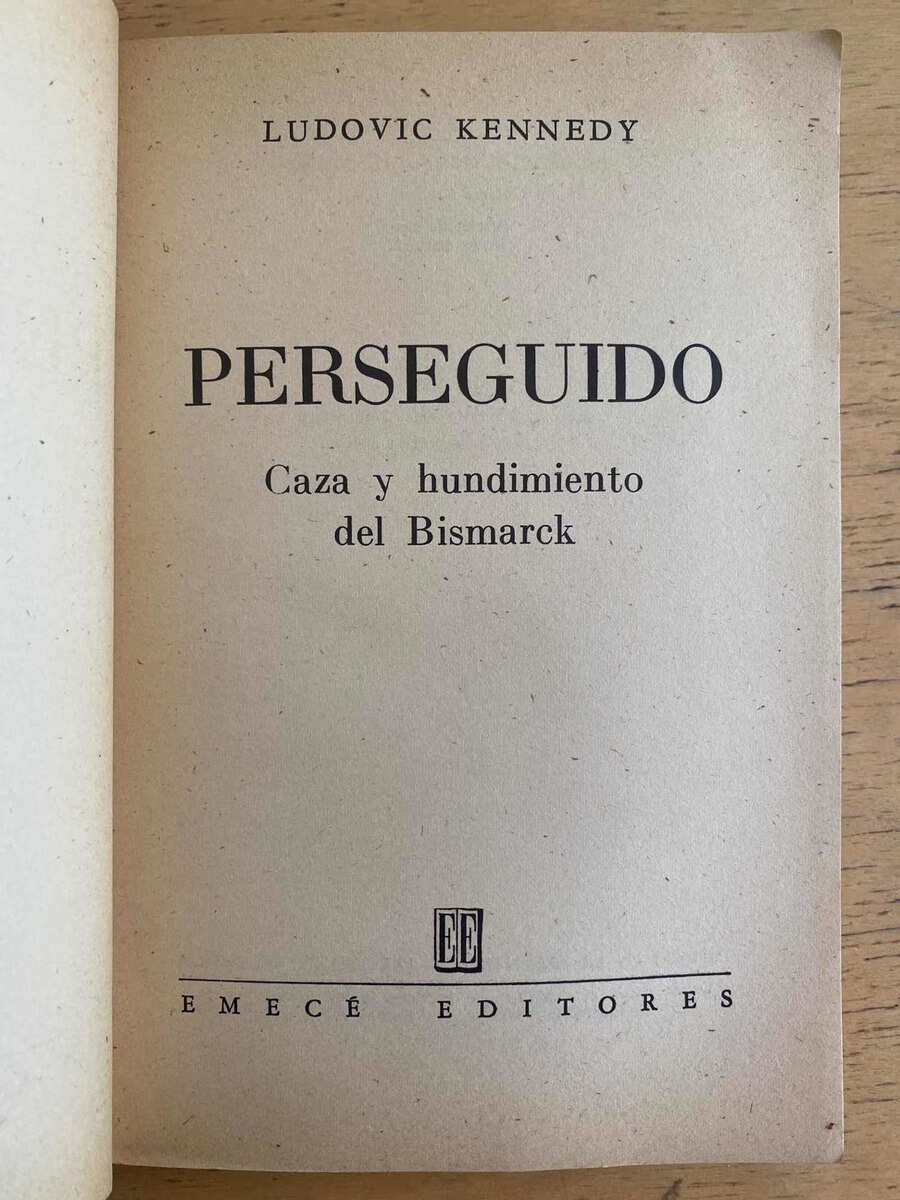 LUDOVIC KENNEDY
PERSEGUIDO
Caza y hundimiento
del Bismarck
EE
EMECÉ EDITORES